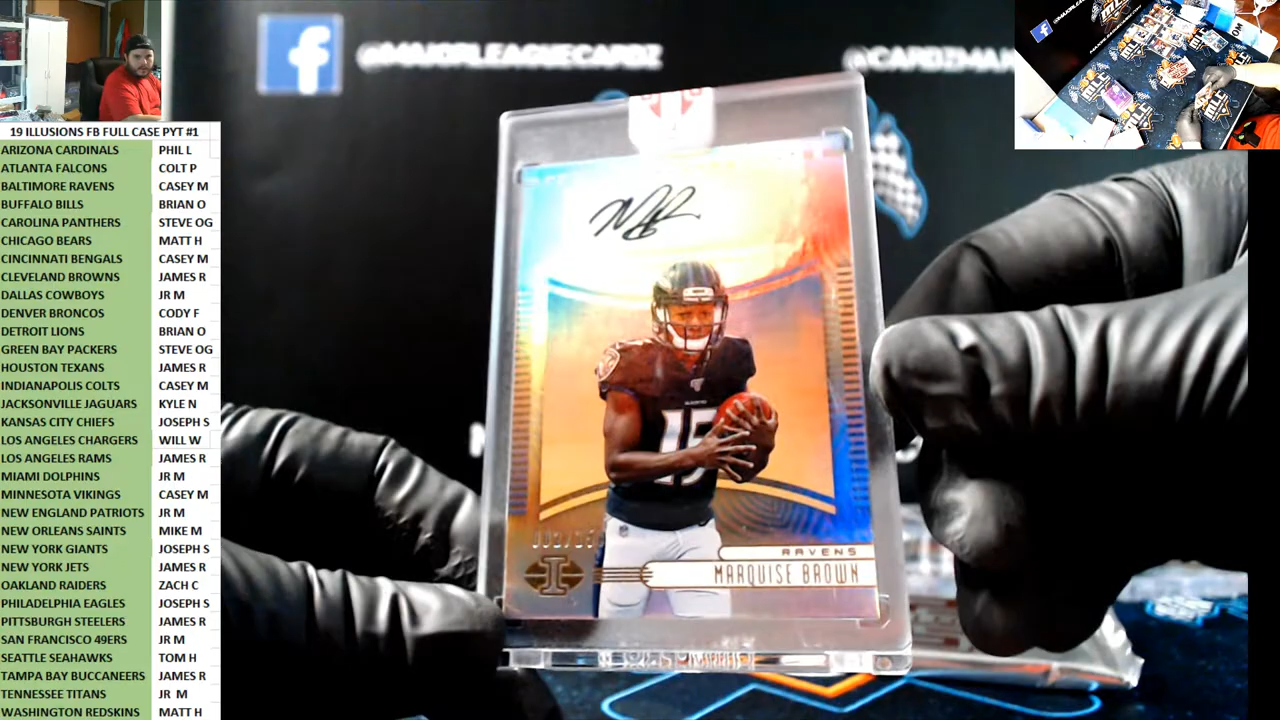 @MAJORLEAGUECARDZ
@CARDZMAN
19 ILLUSIONS FB FULL CASE PYT #1
ARIZONA CARDINALS PHIL L
ATLANTA FALCONS COLT P
BALTIMORE RAVENS CASEY M
BUFFALO BILLS BRIAN O
CAROLINA PANTHERS STEVE OG
CHICAGO BEARS MATT H
CINCINNATI BENGALS CASEY M
CLEVELAND BROWNS JAMES R
DALLAS COWBOYS JR M
DENVER BRONCOS CODY F
DETROIT LIONS BRIAN O
GREEN BAY PACKERS STEVE OG
HOUSTON TEXANS JAMES R
INDIANAPOLIS COLTS CASEY M
JACKSONVILLE JAGUARS KYLE N
KANSAS CITY CHIEFS JOSEPH S
LOS ANGELES CHARGERS WILL W
LOS ANGELES RAMS JAMES R
MIAMI DOLPHINS JR M
MINNESOTA VIKINGS CASEY M
NEW ENGLAND PATRIOTS JR M
NEW ORLEANS SAINTS MIKE M
NEW YORK GIANTS JOSEPH S
NEW YORK JETS JAMES R
OAKLAND RAIDERS ZACH C
PHILADELPHIA EAGLES JOSEPH S
PITTSBURGH STEELERS JAMES R
SAN FRANCISCO 49ERS JR M
SEATTLE SEAHAWKS TOM H
TAMPA BAY BUCCANEERS JAMES R
TENNESSEE TITANS JR M
WASHINGTON REDSKINS MATT H
15
I
RAVENS
MARQUISE BROWN
MLC